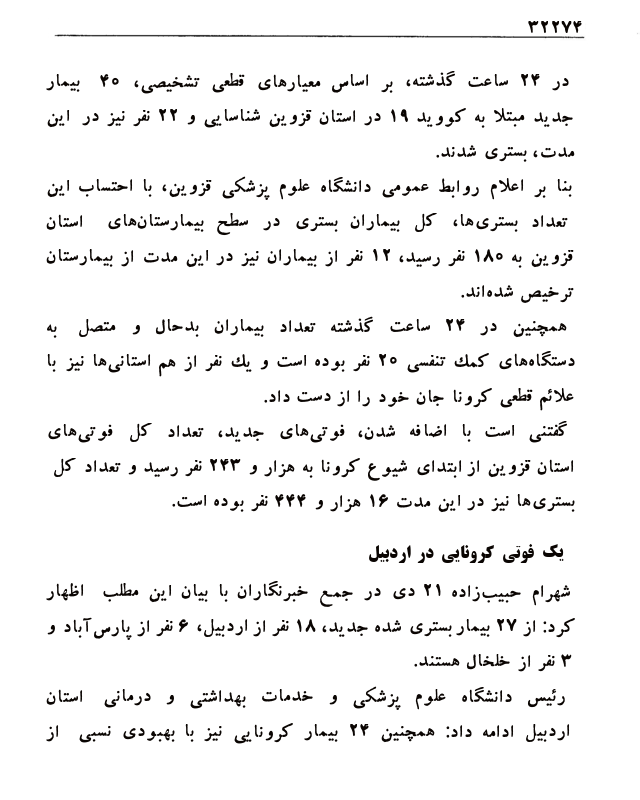 ۳۲۲۷۴
در ۲۴ ساعت گذشته، بر اساس معیارهای قطعی تشخیصی، ۴۰ بیمار
جدید مبتلا به کووید ۱۹ در استان قزوین شناسایی و ۲۲ نفر نیز در این
مدت، بستری شدند.
بنا بر اعلام روابط عمومی دانشگاه علوم پزشکی قزوین، با احتساب این
تعداد بستری‌ها، کل بیماران بستری در سطح بیمارستان‌های استان
قزوین به ۱۸۰ نفر رسید، ۱۲ نفر از بیماران نیز در این مدت از بیمارستان
ترخیص شده‌اند.
همچنین در ۲۴ ساعت گذشته تعداد بیماران بدحال و متصل به
دستگاه‌های کمك تنفسی ۲۰ نفر بوده است و یك نفر از هم استانی‌ها نیز با
علائم قطعی کرونا جان خود را از دست داد.
گفتنی است با اضافه شدن، فوتی‌های جدید، تعداد کل فوتی‌های
استان قزوین از ابتدای شیوع کرونا به هزار و ۲۴۳ نفر رسید و تعداد کل
بستری‌ها نیز در این مدت ۱۶ هزار و ۴۴۴ نفر بوده است.
یک فوتی کرونایی در اردبیل
شهرام حبیب‌زاده ۲۱ دی در جمع خبرنگاران با بیان این مطلب اظهار
کرد: از ۲۷ بیمار بستری شده جدید، ۱۸ نفر از اردبیل، ۶ نفر از پارس‌آباد و
۳ نفر از خلخال هستند.
رئیس دانشگاه علوم پزشکی و خدمات بهداشتی و درمانی استان
اردبیل ادامه داد: همچنین ۲۴ بیمار کرونایی نیز با بهبودی نسبی از